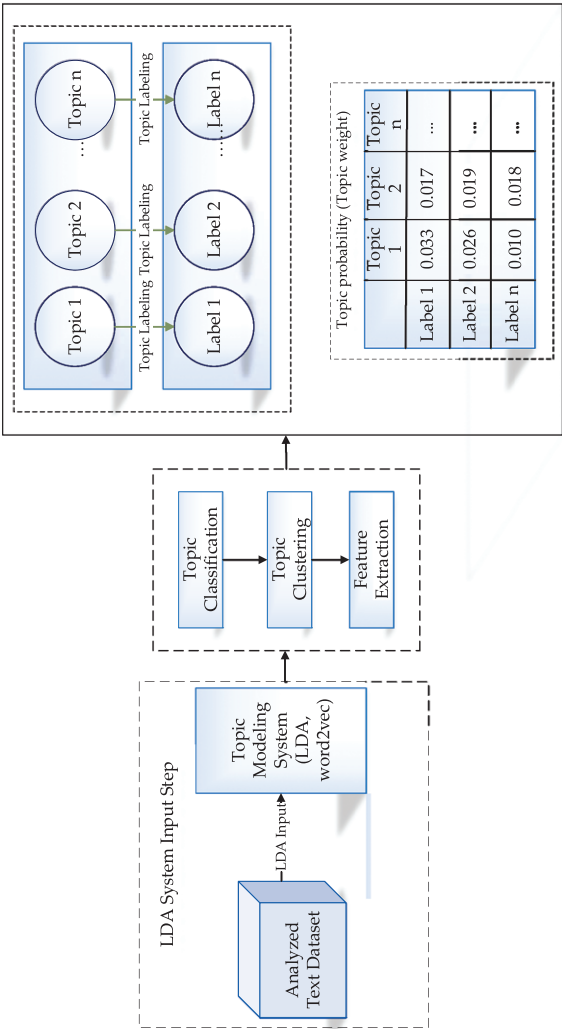 LDA System Input Step
Analyzed
Text Dataset
LDA Input
Topic
Modeling
System
(LDA,
word2vec)
Topic
Classification
Topic
Clustering
Feature
Extraction
Topic 1
Topic 2
....
Topic n
Topic Labeling
Topic Labeling
Topic Labeling
Label 1
Label 2
......
Label n
Topic probability (Topic weight)
Topic 1 Topic 2 Topic n
Label 1 0.033 0.017 ...
Label 2 0.026 0.019 ...
Label n 0.010 0.018 ...